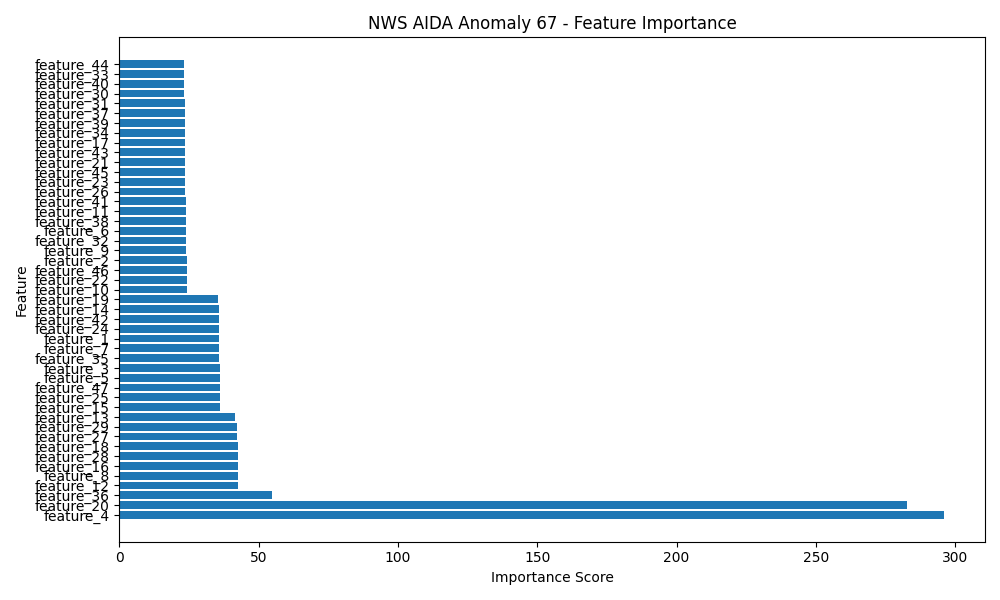 NWS AIDA Anomaly 67 - Feature Importance
feature_44
feature_33
feature_40
feature_30
feature_31
feature_37
feature_39
feature_34
feature_17
feature_43
feature_21
feature_45
feature_23
feature_26
feature_41
feature_11
feature_38
feature_6
feature_32
feature_9
feature_2
feature_46
feature_22
feature_10
feature_19
feature_14
feature_42
feature_24
feature_1
feature_7
feature_35
feature_3
feature_5
feature_47
feature_25
feature_15
feature_13
feature_29
feature_27
feature_18
feature_28
feature_16
feature_8
feature_12
feature_36
feature_20
feature_4
Feature
0 50 100 150 200 250 300
Importance Score